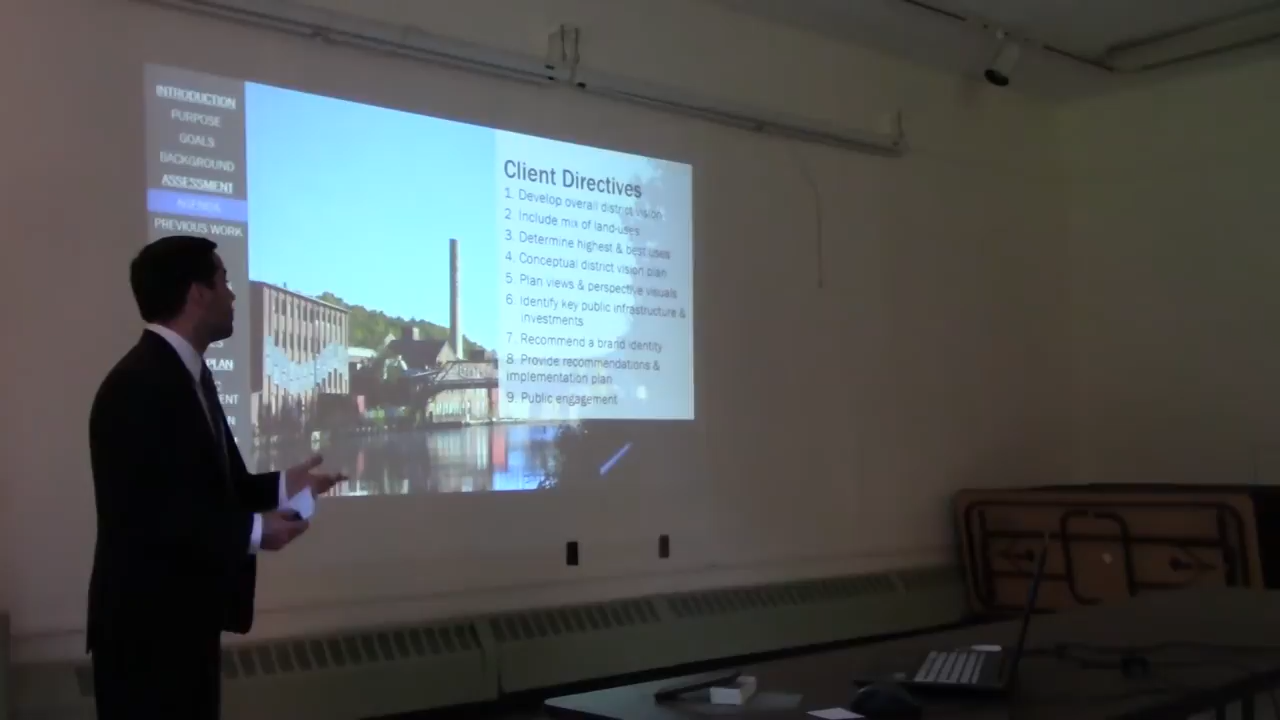 INTRODUCTION
PURPOSE
GOALS
BACKGROUND
ASSESSMENT
AGENDA
PREVIOUS WORK
PLAN
Client Directives
1. Develop overall district vision
2. Include mix of land-uses
3. Determine highest & best uses
4. Conceptual district vision plan
5. Plan views & perspective visuals
6. Identify key public infrastructure &
investments
7. Recommend a brand identity
8. Provide recommendations &
implementation plan
9. Public engagement